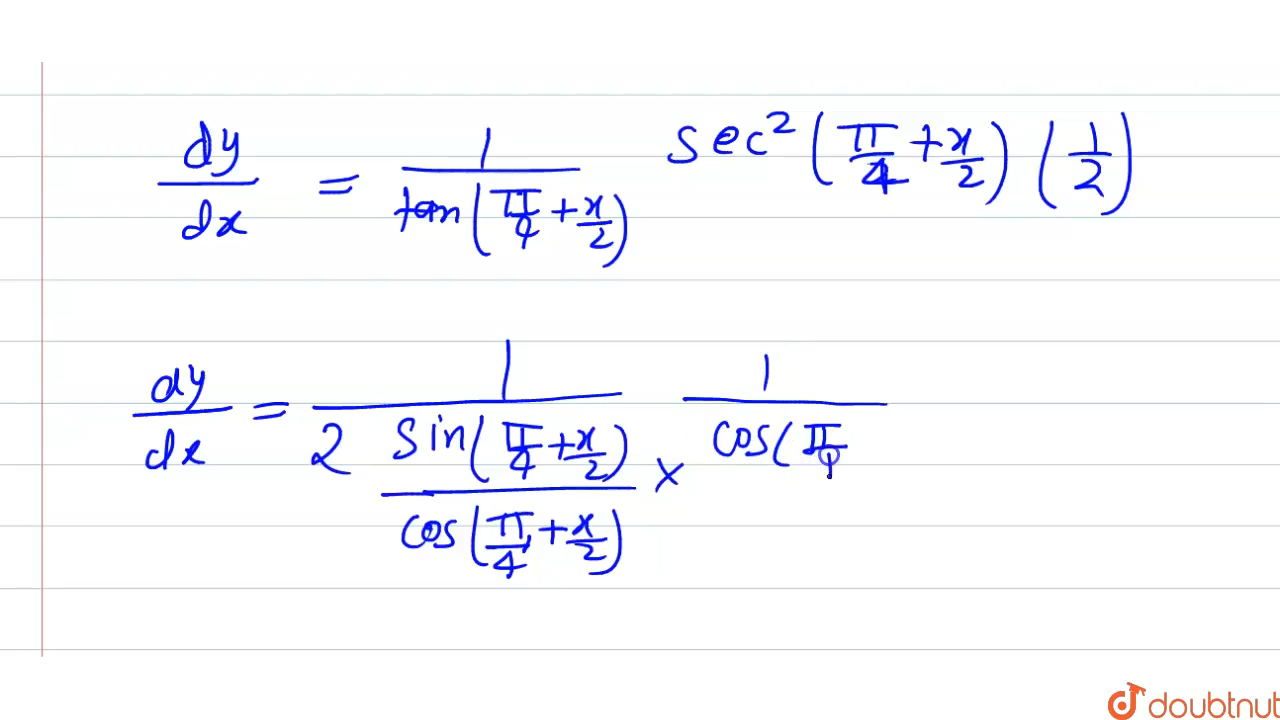 dy/dx = 1/tan(π/4 + x/2) sec²(π/4 + x/2)(1/2)
dy/dx = 1/(2 sin(π/4 + x/2)/cos(π/4 + x/2)) × 1/cos(π/4
doubtnut